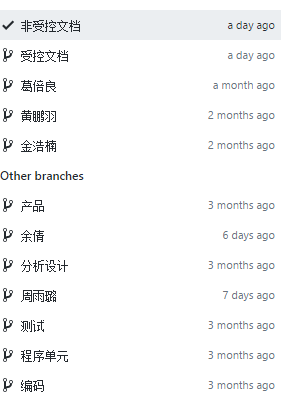 非受控文档 a day ago
受控文档 a day ago
葛倍良 a month ago
黄鹏羽 2 months ago
金浩楠 2 months ago
Other branches
产品 3 months ago
余倩 6 days ago
分析设计 3 months ago
周雨璐 7 days ago
测试 3 months ago
程序单元 3 months ago
编码 3 months ago